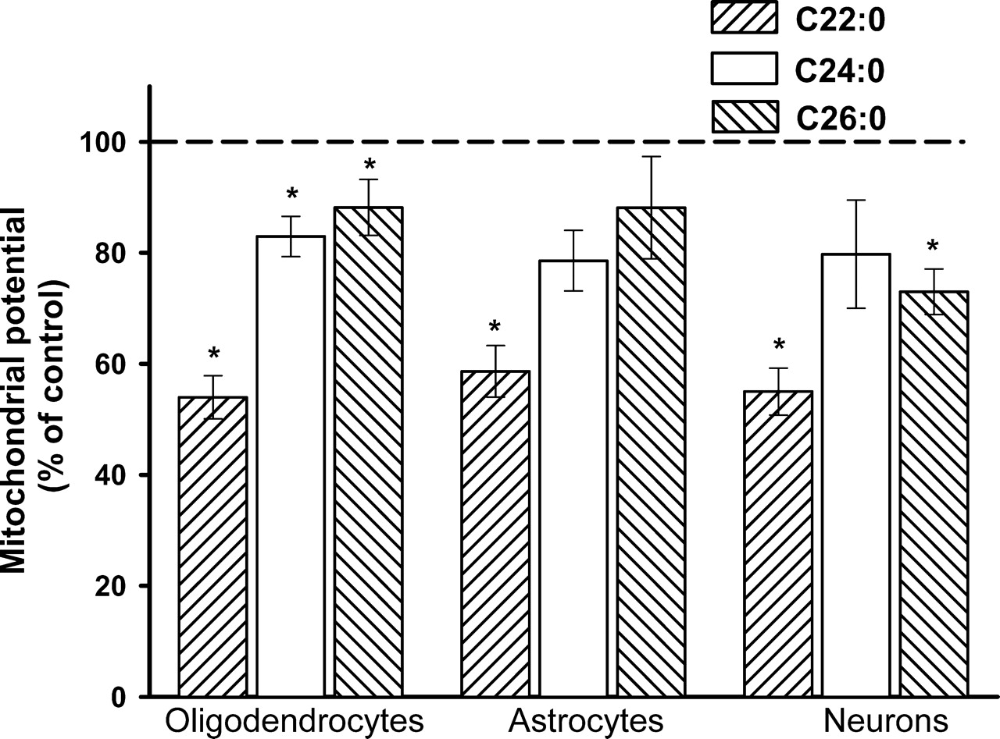 C22:0
C24:0
C26:0
Mitochondrial potential
(% of control)
100
80
60
40
20
0
*
*
*
*
*
*
Oligodendrocytes
Astrocytes
Neurons